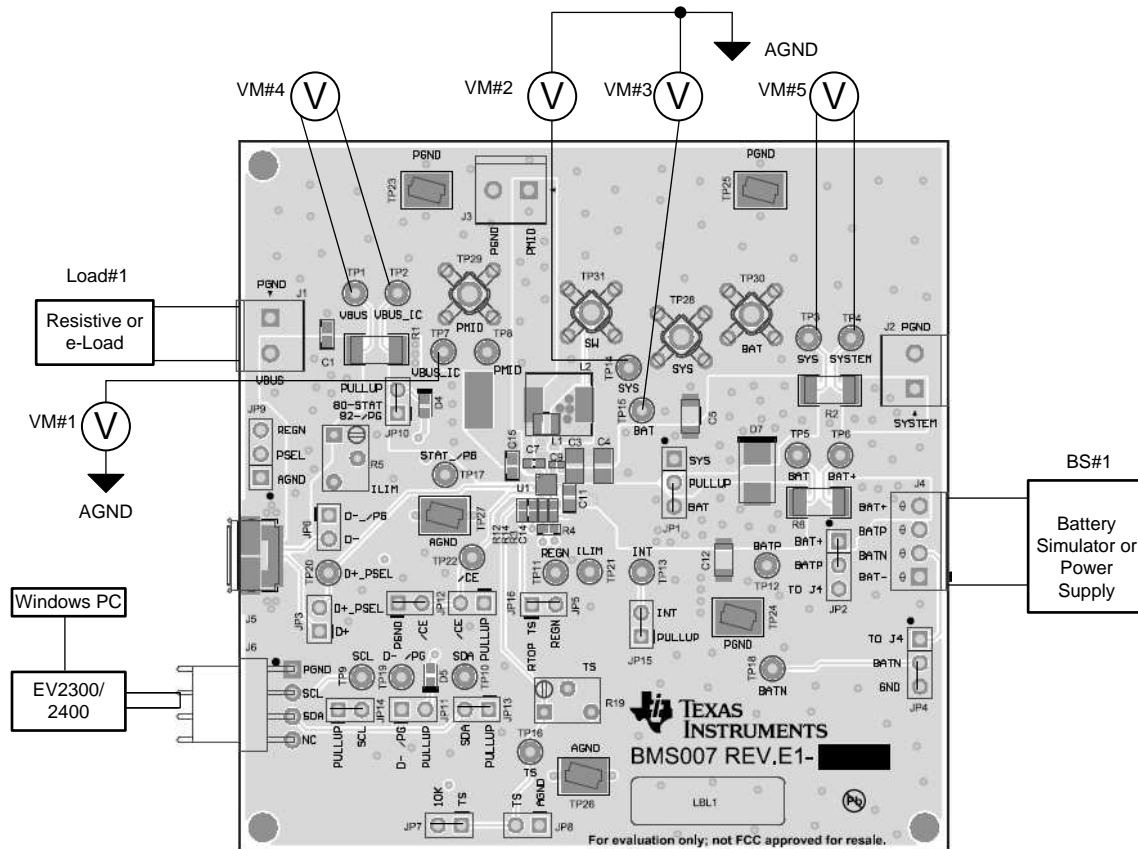 AGND
VM#4
V
VM#2
V
VM#3
V
VM#5
V
PGND
TP23
J3
PGND
PMID
PGND
TP25
Load#1
Resistive or
e-Load
PGND
J1
VBUS
C1
TP1
VBUS
TP2
VBUS_IC
R1
TP29
PMID
TP7
VBUS_IC
TP8
PMID
TP31
SW
TP28
SYS
TP30
BAT
TP3
SYS
TP4
SYSTEM
J2
PGND
SYSTEM
R2
VM#1
V
AGND
JP9
REGN
PSEL
AGND
R5
ILIM
PULLUP
80-STAT
82-/PG
JP10
D4
STAT_/PG
TP17
L2
L1
TP14
SYS
TP15
BAT
C5
C15
C7
C9
C3
C4
U1
C11
R12
R14
R3
C14
R4
SYS
PULLUP
BAT
JP1
D7
TP5
BAT
TP6
BAT+
R6
J4
BAT+
BATP
BATN
BAT-
BS#1
Battery
Simulator or
Power
Supply
JP6
D-_/PG
D-
AGND
TP27
TP22
/CE
TP20
D+_PSEL
JP3
D+_PSEL
D+
J5
REGN
TP11
ILIM
TP21
INT
TP13
C12
BATP
TP12
BAT+
BATP
TO J4
JP2
PGND
/CE
JP12
/CE
PULLUP
JP16
RTOP TS
REGN
JP5
INT
PULLUP
JP15
TP24
PGND
TP18
BATN
TO J4
BATN
GND
JP4
Windows PC
EV2300/
2400
J6
PGND
SCL
SDA
NC
SCL
TP9
D- /PG
TP19
D5
SDA
TP10
PULLUP
SCL
JP14
D- /PG
PULLUP
JP11
SDA
PULLUP
JP13
TS
R19
TP16
TS
AGND
TP26
TEXAS
INSTRUMENTS
BMS007 REV.E1-
LBL1
Pb
10K
TS
JP7
TS
AGND
JP8
For evaluation only; not FCC approved for resale.